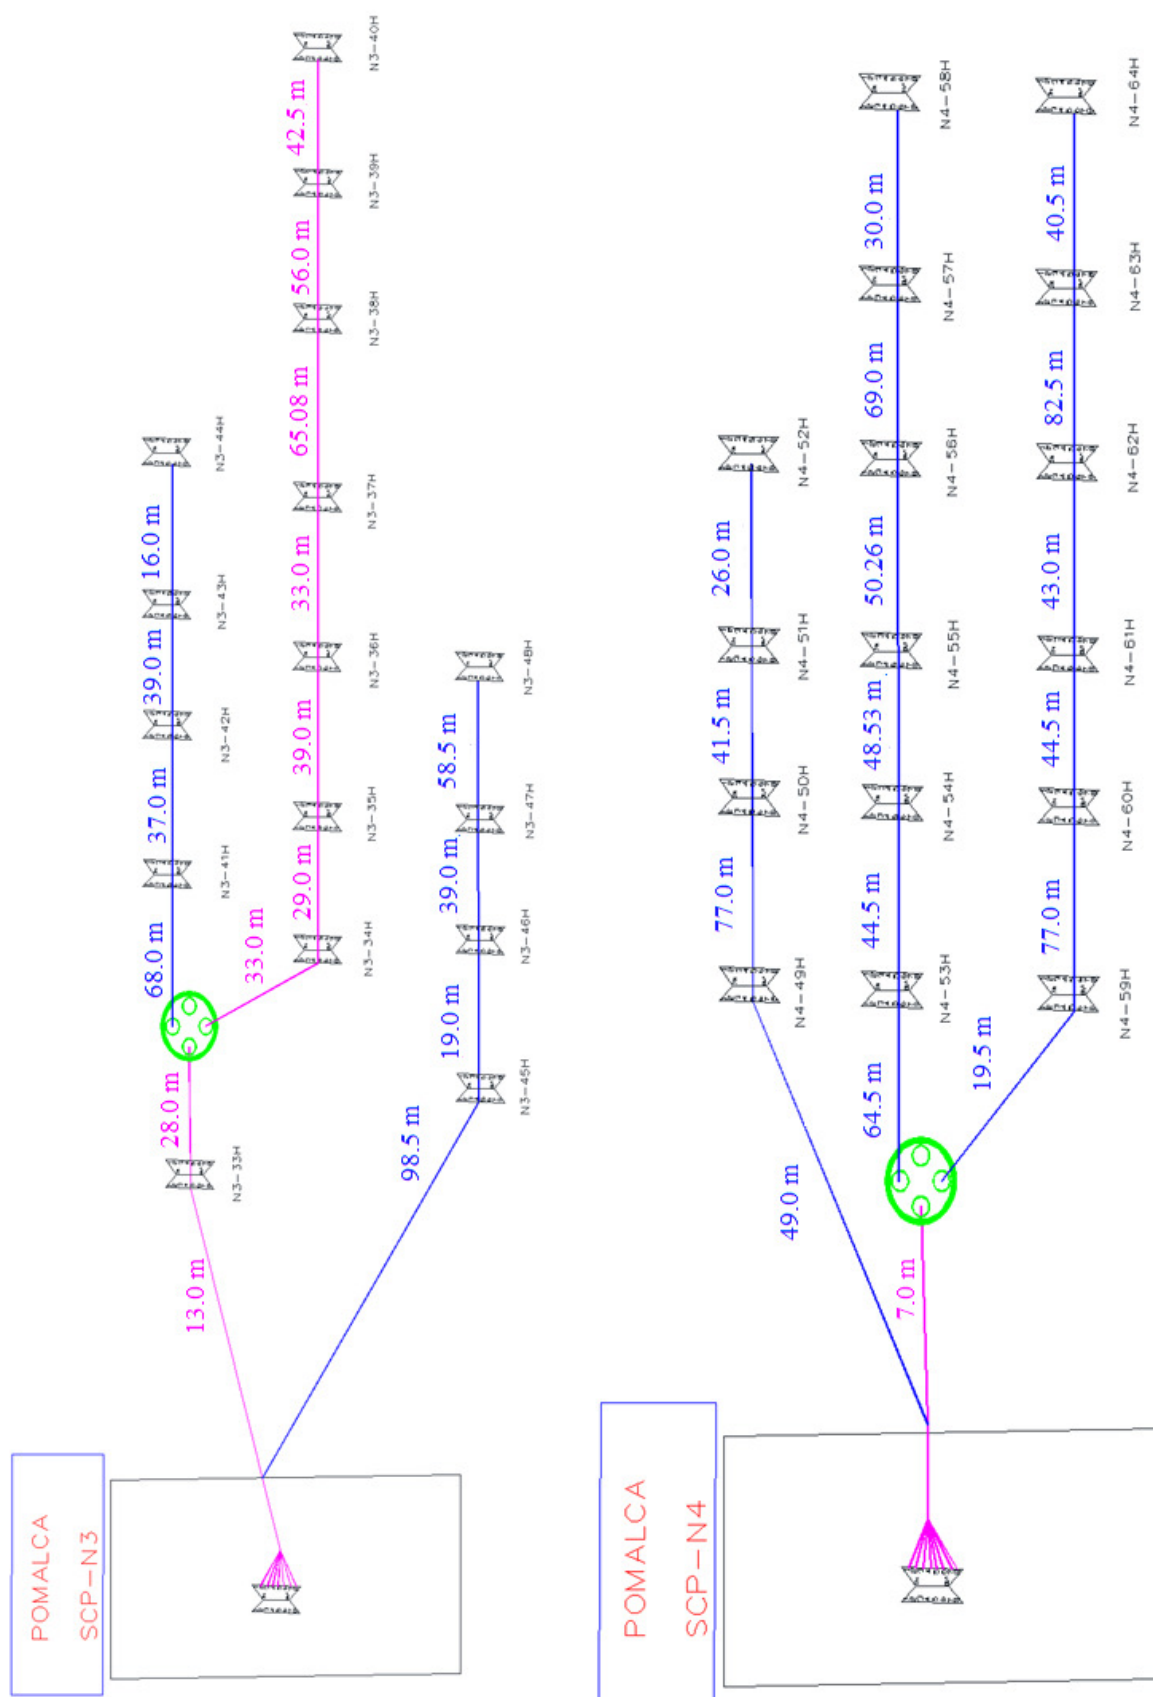 N3-40H
42.5 m
N3-39H
56.0 m
N3-38H
65.08 m
N3-37H
33.0 m
N3-36H
39.0 m
N3-35H
29.0 m
N3-34H
33.0 m
N3-44H
16.0 m
N3-43H
39.0 m
N3-42H
37.0 m
N3-41H
68.0 m
28.0 m
N3-33H
13.0 m
N3-48H
58.5 m
N3-47H
39.0 m
N3-46H
19.0 m
N3-45H
98.5 m
POMALCA
SCP-N3
N4-52H
26.0 m
N4-51H
41.5 m
N4-50H
77.0 m
N4-49H
49.0 m
N4-58H
30.0 m
N4-57H
69.0 m
N4-56H
50.26 m
N4-55H
48.53 m
N4-54H
44.5 m
N4-53H
64.5 m
N4-64H
40.5 m
N4-63H
82.5 m
N4-62H
43.0 m
N4-61H
44.5 m
N4-60H
77.0 m
N4-59H
19.5 m
7.0 m
POMALCA
SCP-N4